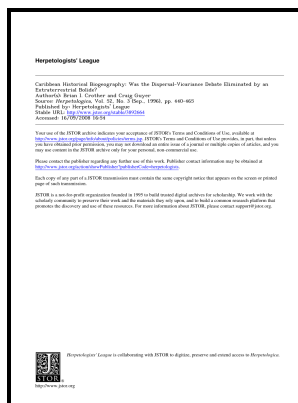 Herpetologists' League
Caribbean Historical Biogeography: Was the Dispersal-Vicariance Debate Eliminated by an
Extraterrestrial Bolide?
Author(s): Brian I. Crother and Craig Guyer
Source: Herpetologica, Vol. 52, No. 3 (Sep., 1996), pp. 440-465
Published by: Herpetologists' League
Stable URL: http://www.jstor.org/stable/3892664
Accessed: 16/09/2008 16:54
Your use of the JSTOR archive indicates your acceptance of JSTOR's Terms and Conditions of Use, available at
http://www.jstor.org/page/info/about/policies/terms.jsp. JSTOR's Terms and Conditions of Use provides, in part, that unless
you have obtained prior permission, you may not download an entire issue of a journal or multiple copies of articles, and you
may use content in the JSTOR archive only for your personal, non-commercial use.
Please contact the publisher regarding any further use of this work. Publisher contact information may be obtained at
http://www.jstor.org/action/showPublisher?publisherCode=herpetologists.
Each copy of any part of a JSTOR transmission must contain the same copyright notice that appears on the screen or printed
page of such transmission.
JSTOR is a not-for-profit organization founded in 1995 to build trusted digital archives for scholarship. We work with the
scholarly community to preserve their work and the materials they rely upon, and to build a common research platform that
promotes the discovery and use of these resources. For more information about JSTOR, please contact support@jstor.org.
Herpetologists' League is collaborating with JSTOR to digitize, preserve and extend access to Herpetologica.
JSTOR
http://www.jstor.org